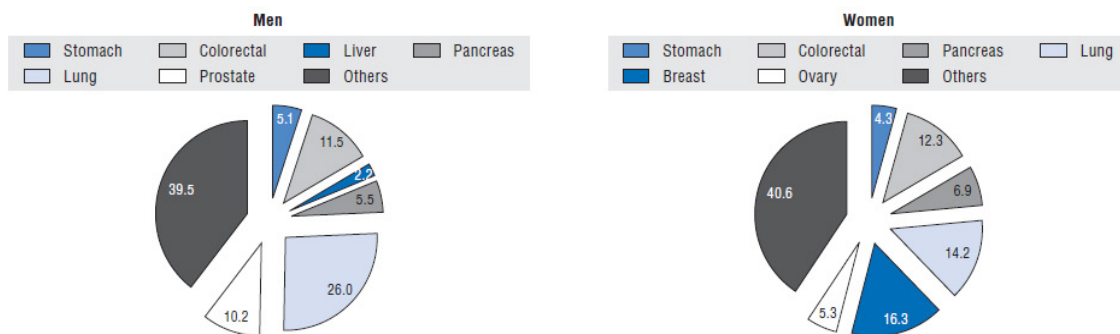 Men
Stomach Colorectal Liver Pancreas
Lung Prostate Others
5.1
11.5
2.2
5.5
39.5
26.0
10.2
Women
Stomach Colorectal Pancreas Lung
Breast Ovary Others
4.3
12.3
6.9
40.6
14.2
5.3
16.3